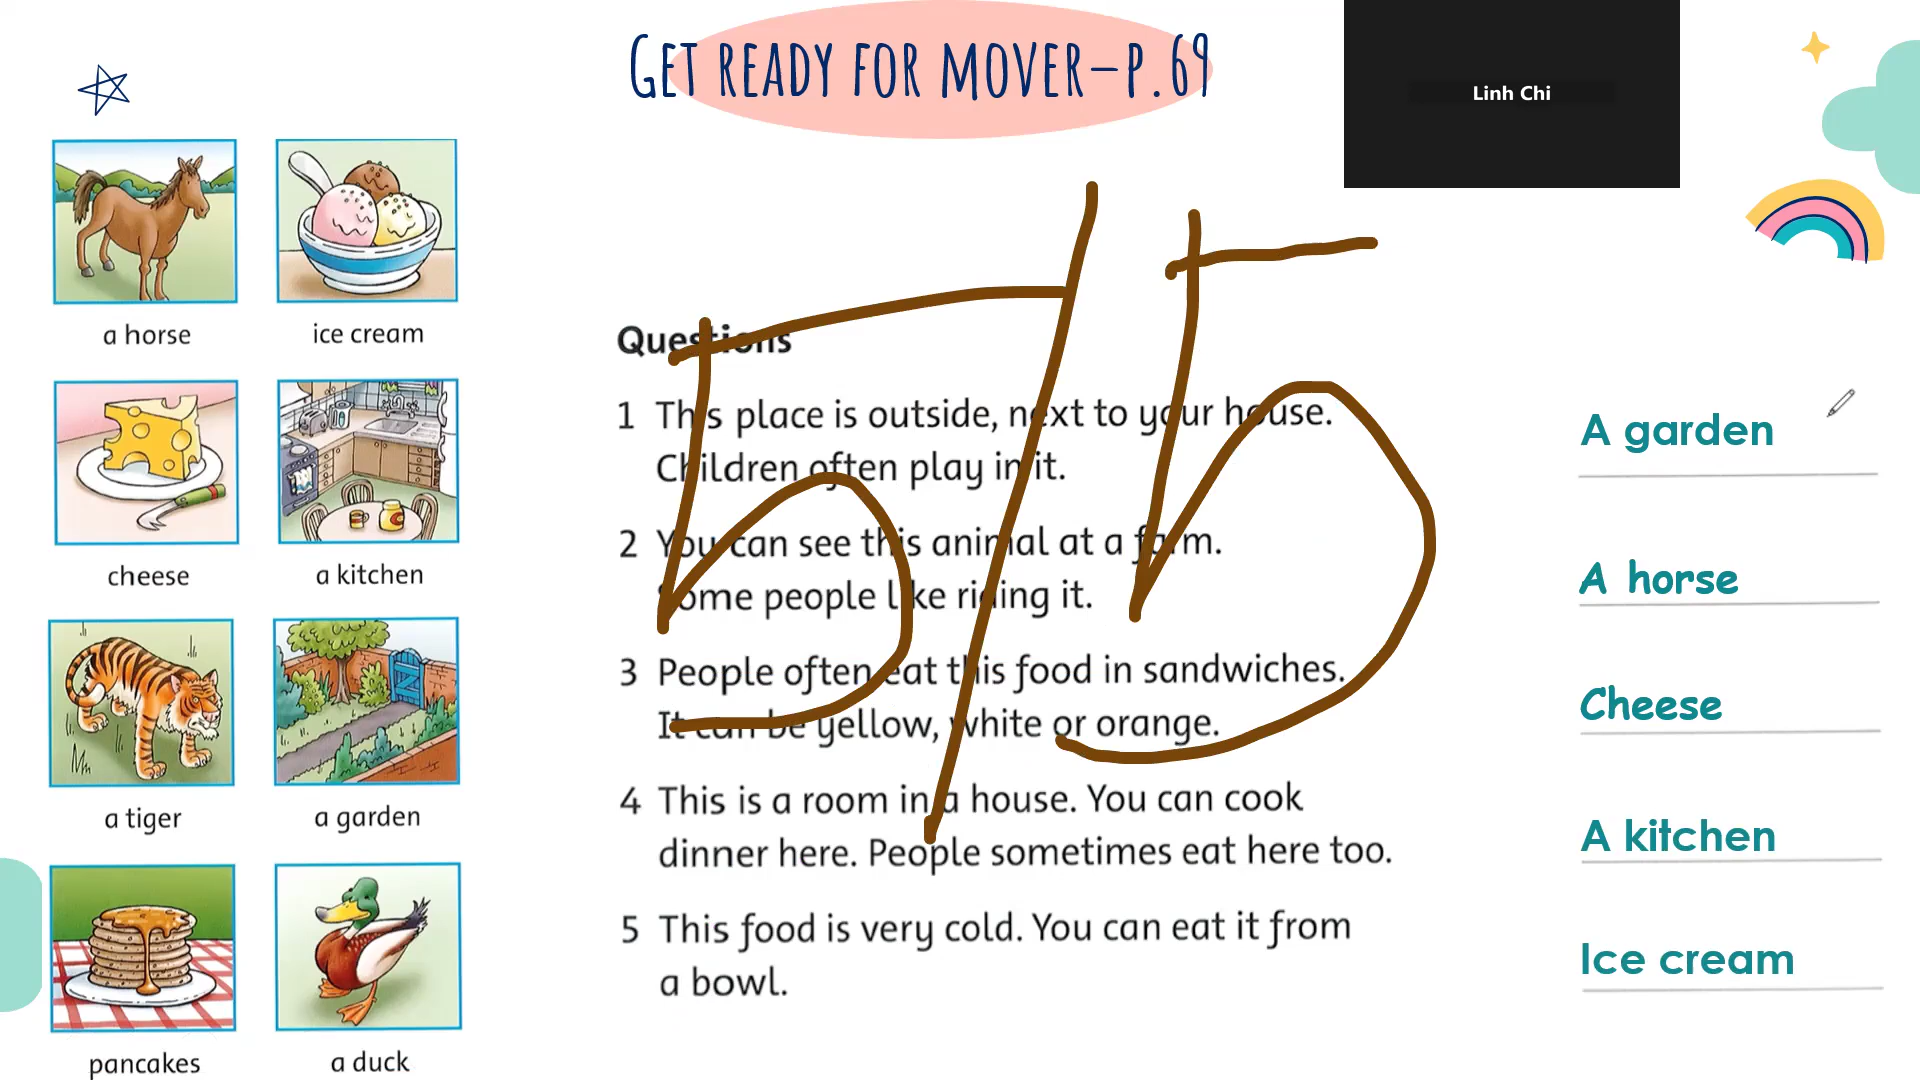 GET READY FOR MOVER–P.69
Linh Chi
a horse
ice cream
cheese
a kitchen
a tiger
a garden
pancakes
a duck
5/5
Questions
1 This place is outside, next to your house.
Children often play in it.
2 You can see this animal at a farm.
Some people like riding it.
3 People often eat this food in sandwiches.
It can be yellow, white or orange.
4 This is a room in a house. You can cook
dinner here. People sometimes eat here too.
5 This food is very cold. You can eat it from
a bowl.
A garden
A horse
Cheese
A kitchen
Ice cream